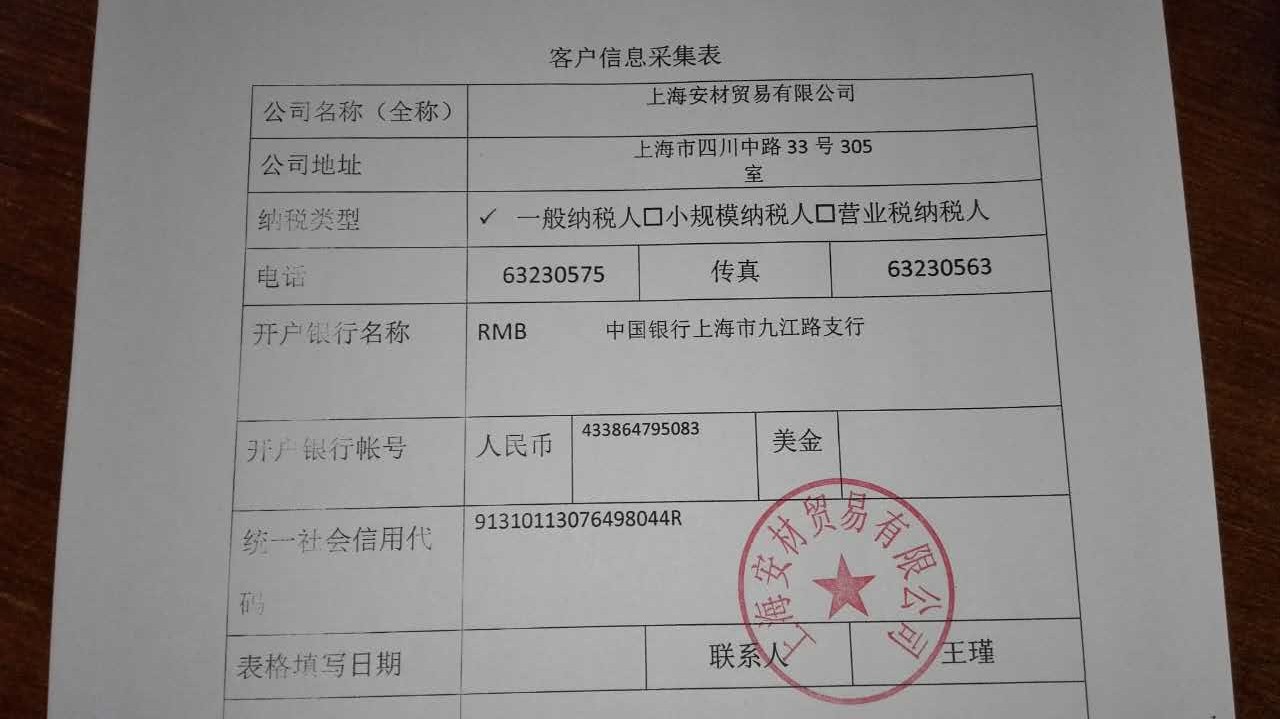 客户信息采集表
公司名称（全称）
上海安材贸易有限公司
公司地址
上海市四川中路 33 号 305
室
纳税类型
✓ 一般纳税人□小规模纳税人□营业税纳税人
电话
63230575
传真
63230563
开户银行名称
RMB 中国银行上海市九江路支行
开户银行帐号
人民币
433864795083
美金
统一社会信用代
码
91310113076498044R
上海安材贸易有限公司
表格填写日期
联系人
王瑾